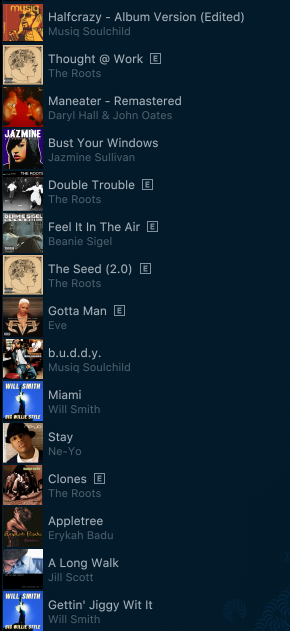 musiq
Halfcrazy - Album Version (Edited)
Musiq Soulchild
Thought @ Work E
The Roots
Maneater - Remastered
Daryl Hall & John Oates
JAZMINE
Bust Your Windows
Jazmine Sullivan
THE ROOTS
Double Trouble E
The Roots
BEANIE SIGEL
Feel It In The Air E
Beanie Sigel
The Seed (2.0) E
The Roots
Gotta Man E
Eve
b.u.d.d.y.
Musiq Soulchild
WILL SMITH
BIG WILLIE STYLE
Miami
Will Smith
Stay
Ne-Yo
Clones E
The Roots
Erykah Badu
Appletree
Erykah Badu
A Long Walk
Jill Scott
WILL SMITH
BIG WILLIE STYLE
Gettin' Jiggy Wit It
Will Smith